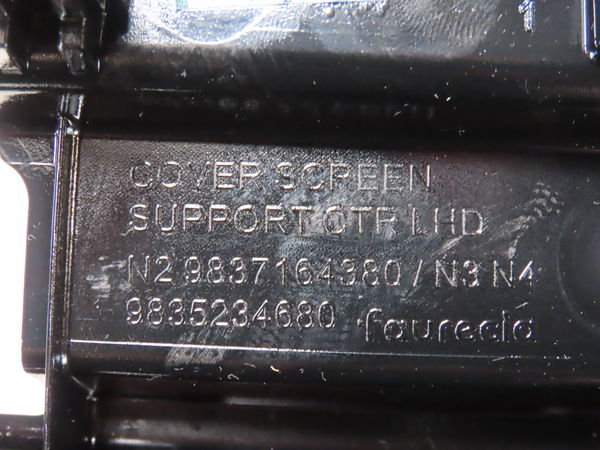 COVER SCREEN
SUPPORT CTR LHD
N2 9837164380 / N3 N4
9835234680 faurecia